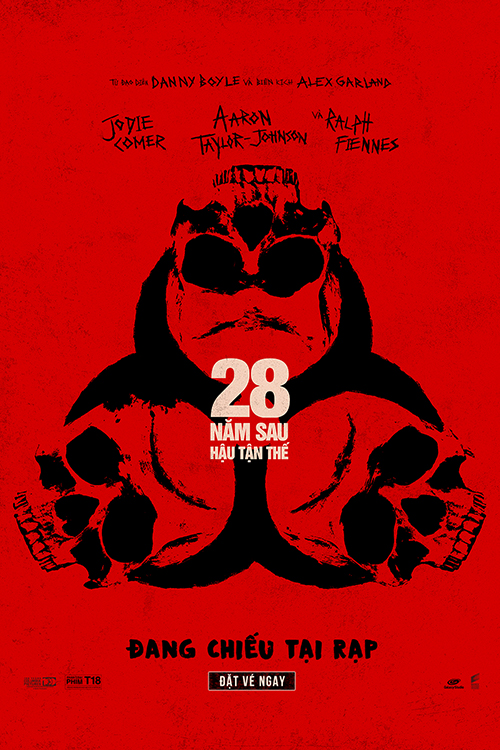 TỪ ĐẠO DIỄN DANNY BOYLE VÀ BIÊN KỊCH ALEX GARLAND
JODIE COMER
AARON TAYLOR-JOHNSON
VÀ RALPH FIENNES
28
NĂM SAU
HẬU TẬN THẾ
ĐANG CHIẾU TẠI RẠP
PHIM T18
ĐẶT VÉ NGAY